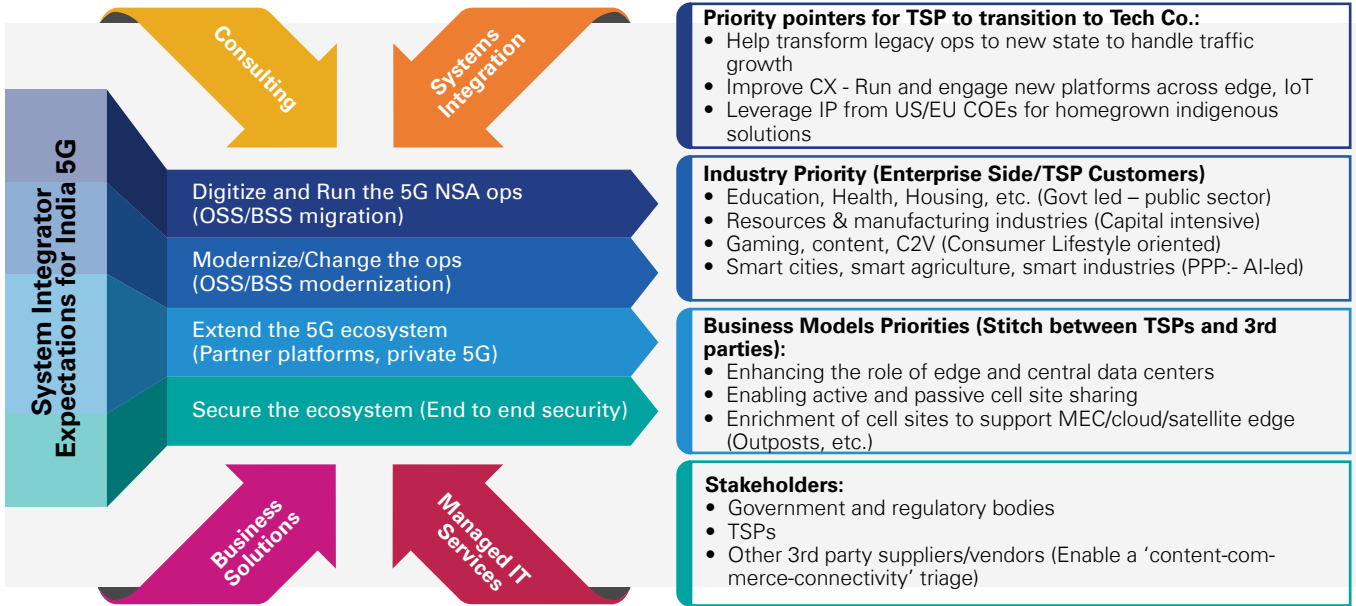 System Integrator
Expectations for India 5G
Consulting
Systems
Integration
Digitize and Run the 5G NSA ops
(OSS/BSS migration)
Modernize/Change the ops
(OSS/BSS modernization)
Extend the 5G ecosystem
(Partner platforms, private 5G)
Secure the ecosystem (End to end security)
Business
Solutions
Managed IT
Services
Priority pointers for TSP to transition to Tech Co.:
• Help transform legacy ops to new state to handle traffic
growth
• Improve CX - Run and engage new platforms across edge, IoT
• Leverage IP from US/EU COEs for homegrown indigenous
solutions
Industry Priority (Enterprise Side/TSP Customers)
• Education, Health, Housing, etc. (Govt led – public sector)
• Resources & manufacturing industries (Capital intensive)
• Gaming, content, C2V (Consumer Lifestyle oriented)
• Smart cities, smart agriculture, smart industries (PPP:- AI-led)
Business Models Priorities (Stitch between TSPs and 3rd
parties):
• Enhancing the role of edge and central data centers
• Enabling active and passive cell site sharing
• Enrichment of cell sites to support MEC/cloud/satellite edge
(Outposts, etc.)
Stakeholders:
• Government and regulatory bodies
• TSPs
• Other 3rd party suppliers/vendors (Enable a ‘content-com-
merce-connectivity’ triage)